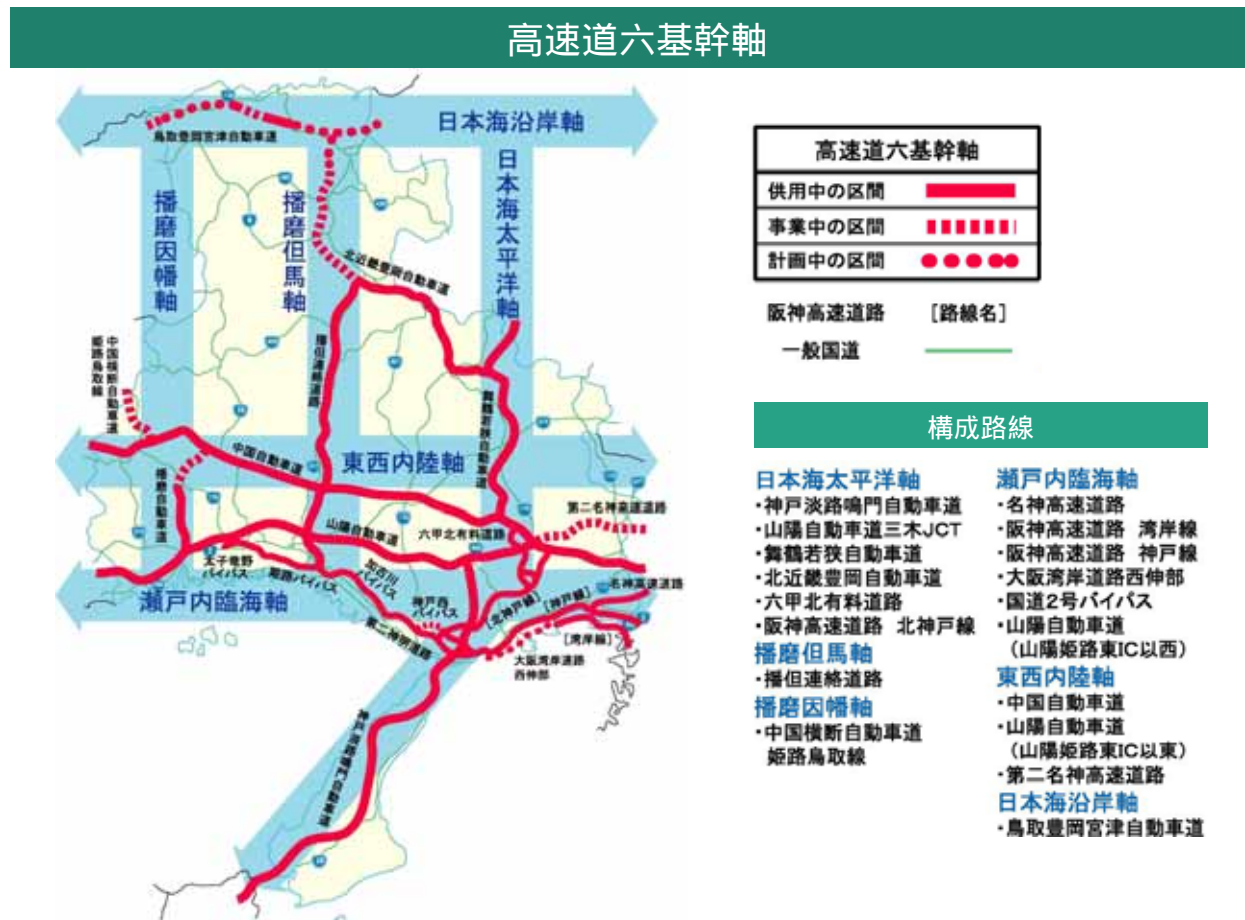 高速道六基幹軸
日本海沿岸軸
鳥取豊岡宮津自動車道
日本海太平洋軸
播磨因幡軸
播磨但馬軸
北近畿豊岡自動車道
中国横断自動車道
姫路鳥取線
播但連絡道路
舞鶴若狭自動車道
中国自動車道
東西内陸軸
播磨自動車道
第二名神高速道路
山陽自動車道
六甲北有料道路
太子竜野
バイパス
姫路バイパス
加古川
バイパス
名神高速道路
瀬戸内臨海軸
神戸西
バイパス
[北神戸線]
[神戸線]
第二神明道路
[湾岸線]
大阪湾岸道路
西伸部
神戸淡路鳴門自動車道
高速道六基幹軸
供用中の区間
事業中の区間
計画中の区間
阪神高速道路 [路線名]
一般国道
構成路線
日本海太平洋軸
・神戸淡路鳴門自動車道
・山陽自動車道三木JCT
・舞鶴若狭自動車道
・北近畿豊岡自動車道
・六甲北有料道路
・阪神高速道路 北神戸線
播磨但馬軸
・播但連絡道路
播磨因幡軸
・中国横断自動車道
姫路鳥取線
瀬戸内臨海軸
・名神高速道路
・阪神高速道路 湾岸線
・阪神高速道路 神戸線
・大阪湾岸道路西伸部
・国道2号バイパス
・山陽自動車道
(山陽姫路東IC以西)
東西内陸軸
・中国自動車道
・山陽自動車道
(山陽姫路東IC以東)
・第二名神高速道路
日本海沿岸軸
・鳥取豊岡宮津自動車道